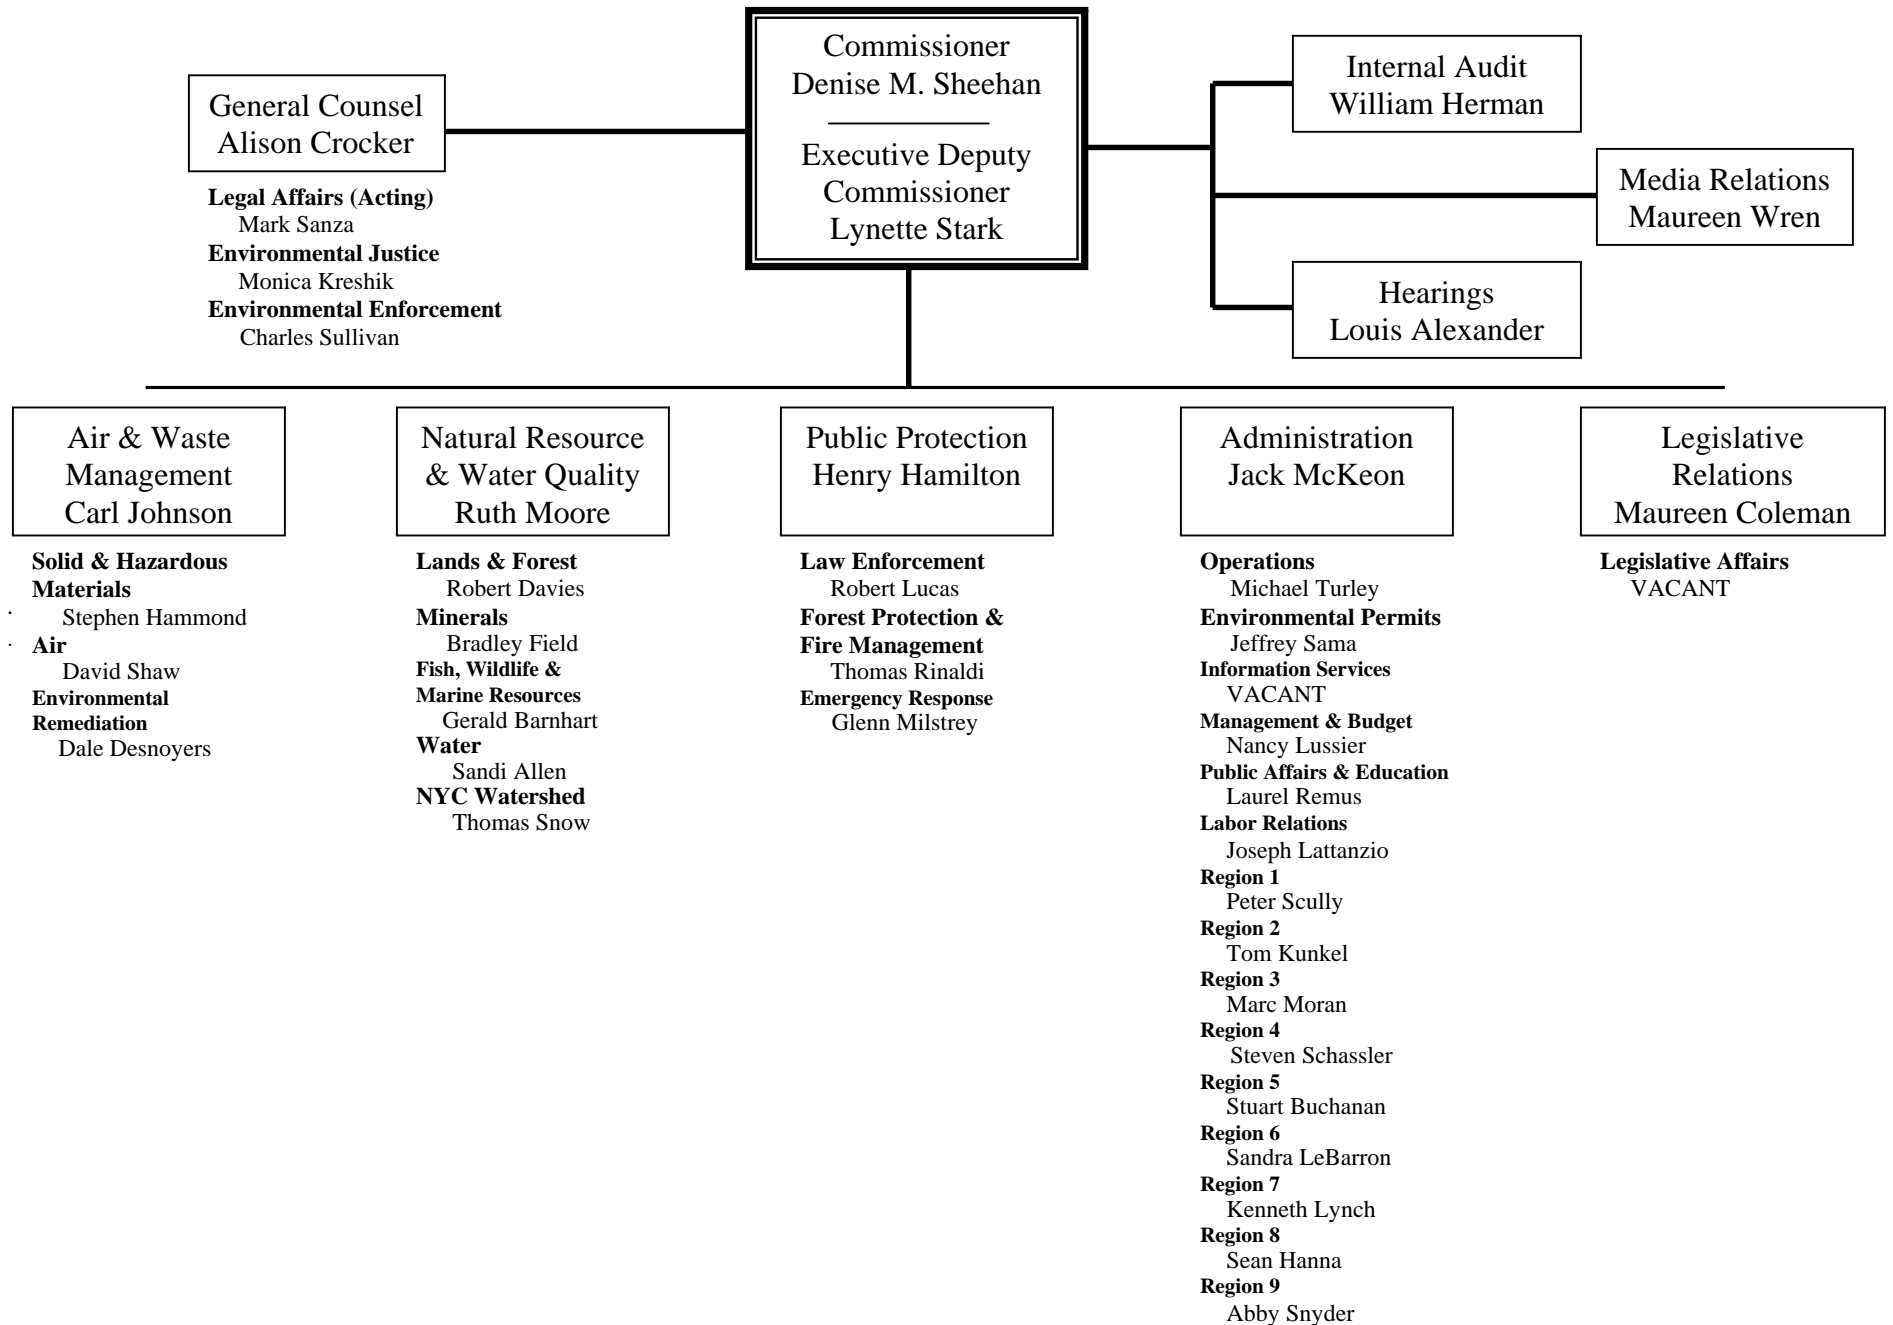 Commissioner
Denise M. Sheehan
Executive Deputy
Commissioner
Lynette Stark
General Counsel
Alison Crocker
Legal Affairs (Acting)
Mark Sanza
Environmental Justice
Monica Kreshik
Environmental Enforcement
Charles Sullivan
Internal Audit
William Herman
Media Relations
Maureen Wren
Hearings
Louis Alexander
Air & Waste
Management
Carl Johnson
Solid & Hazardous
Materials
Stephen Hammond
Air
David Shaw
Environmental
Remediation
Dale Desnoyers
Natural Resource
& Water Quality
Ruth Moore
Lands & Forest
Robert Davies
Minerals
Bradley Field
Fish, Wildlife &
Marine Resources
Gerald Barnhart
Water
Sandi Allen
NYC Watershed
Thomas Snow
Public Protection
Henry Hamilton
Law Enforcement
Robert Lucas
Forest Protection &
Fire Management
Thomas Rinaldi
Emergency Response
Glenn Milstrey
Administration
Jack McKeon
Operations
Michael Turley
Environmental Permits
Jeffrey Sama
Information Services
VACANT
Management & Budget
Nancy Lussier
Public Affairs & Education
Laurel Remus
Labor Relations
Joseph Lattanzio
Region 1
Peter Scully
Region 2
Tom Kunkel
Region 3
Marc Moran
Region 4
Steven Schassler
Region 5
Stuart Buchanan
Region 6
Sandra LeBarron
Region 7
Kenneth Lynch
Region 8
Sean Hanna
Region 9
Abby Snyder
Legislative
Relations
Maureen Coleman
Legislative Affairs
VACANT